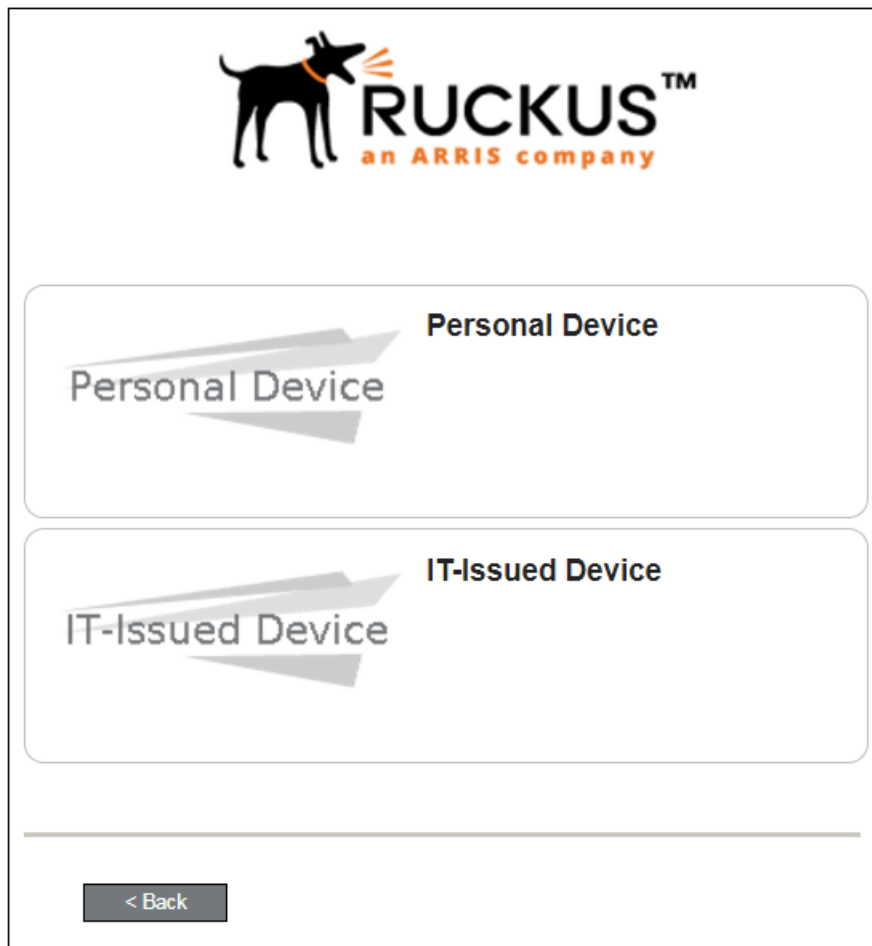 RUCKUS™
an ARRIS company
Personal Device
Personal Device
IT-Issued Device
IT-Issued Device
< Back